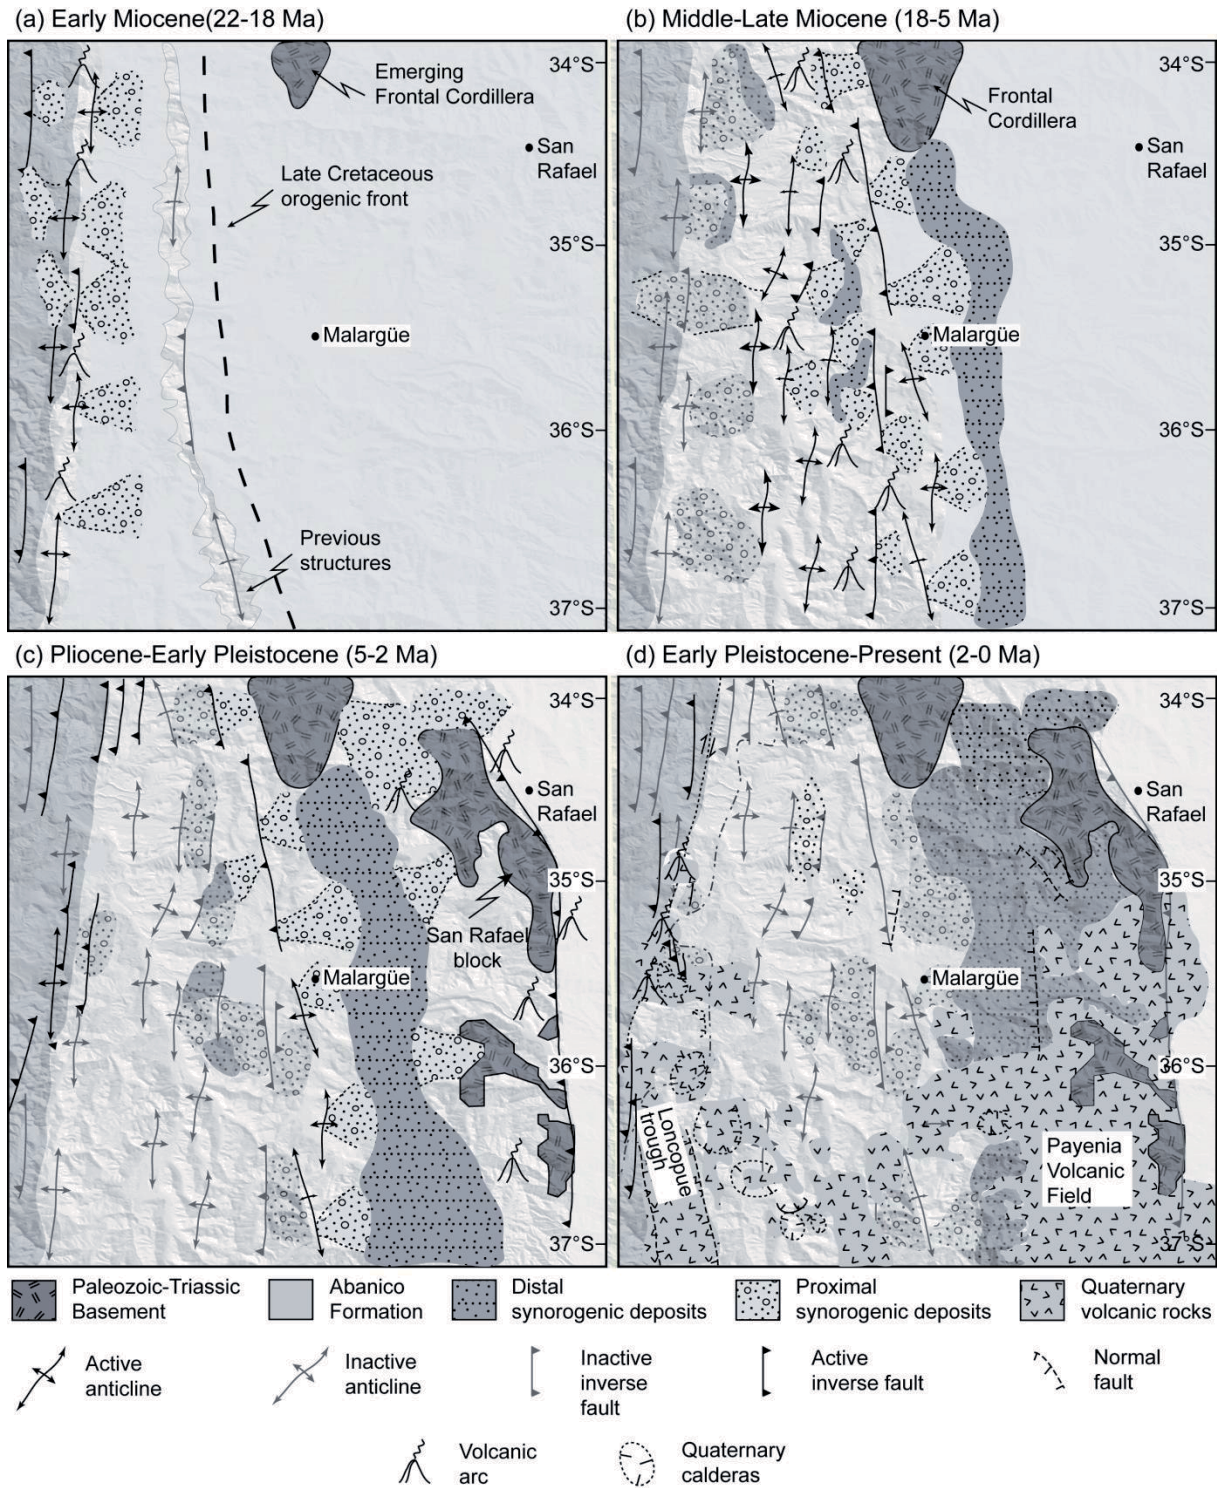 (a) Early Miocene(22-18 Ma)
Emerging
Frontal Cordillera
34°S
San
Rafael
Late Cretaceous
orogenic front
35°S
Malargüe
36°S
Previous
structures
37°S
(b) Middle-Late Miocene (18-5 Ma)
34°S
Frontal
Cordillera
San
Rafael
35°S
Malargüe
36°S
37°S
(c) Pliocene-Early Pleistocene (5-2 Ma)
34°S
San
Rafael
35°S
San Rafael
block
Malargüe
36°S
37°S
(d) Early Pleistocene-Present (2-0 Ma)
34°S
San
Rafael
35°S
Malargüe
36°S
Loncopue
trough
Payenia
Volcanic
Field
37°S
Paleozoic-Triassic
Basement
Abanico
Formation
Distal
synorogenic deposits
Proximal
synorogenic deposits
Quaternary
volcanic rocks
Active
anticline
Inactive
anticline
Inactive
inverse
fault
Active
inverse fault
Normal
fault
Volcanic
arc
Quaternary
calderas